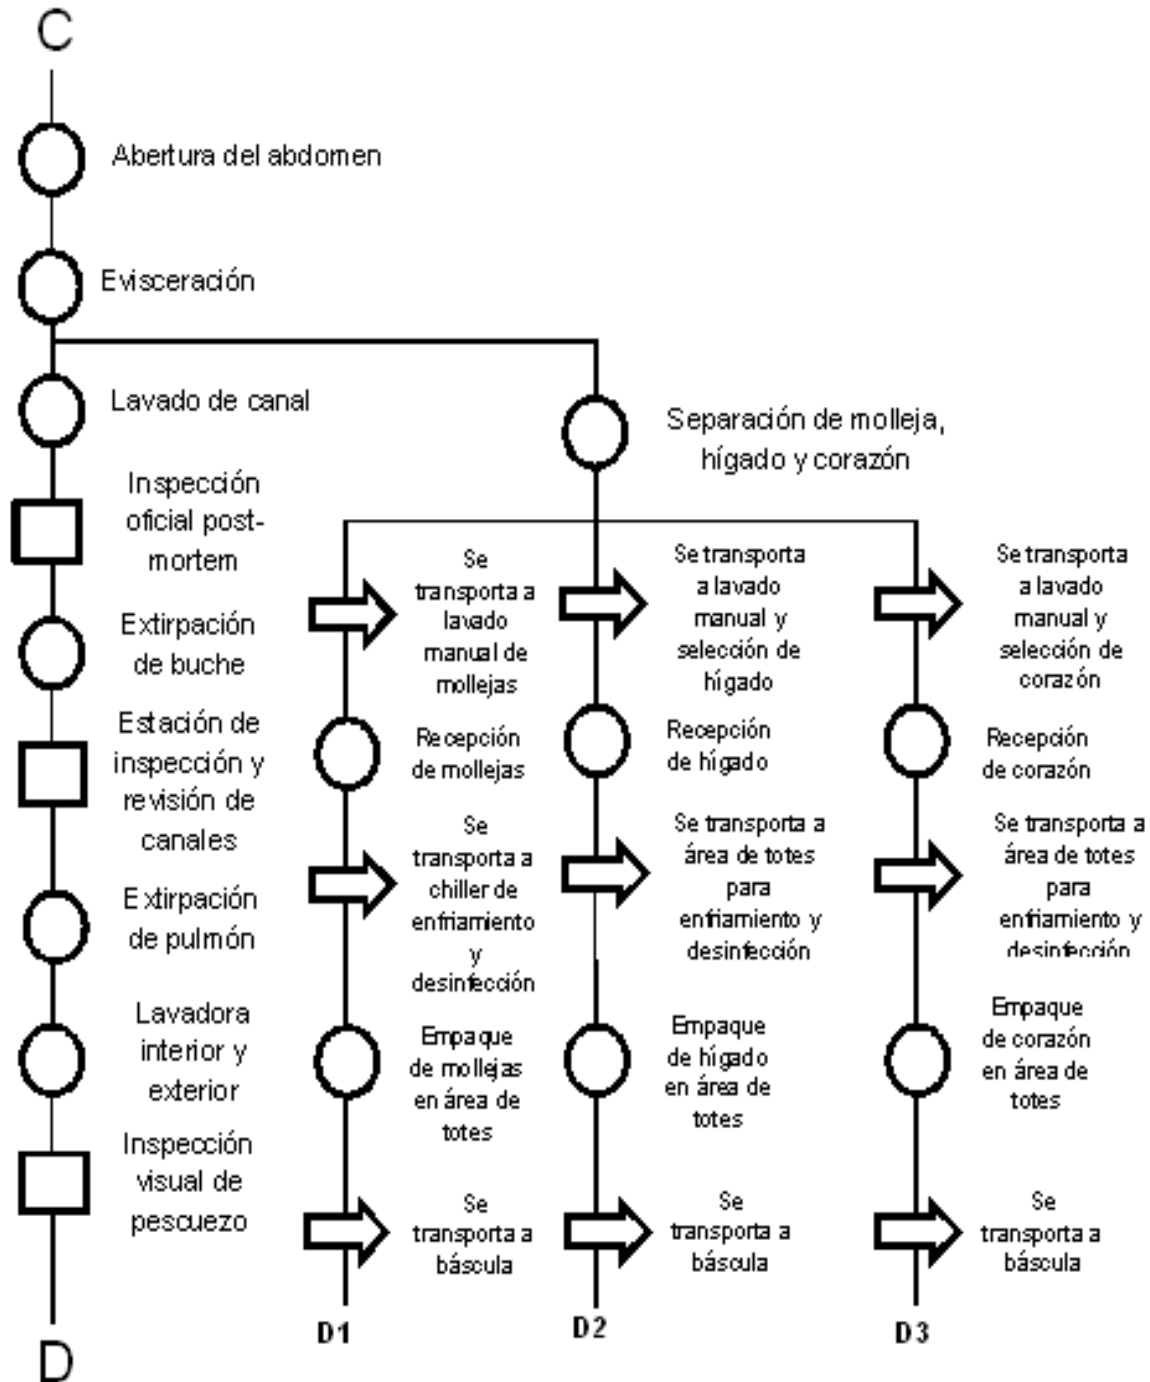 C
Abertura del abdomen
Evisceración
Lavado de canal
Inspección
oficial post-
mortem
Extirpación
de buche
Estación de
inspección y
revisión de
canales
Extirpación
de pulmón
Lavadora
interior y
exterior
Inspección
visual de
pescuezo
D
Separación de molleja,
hígado y corazón
Se
transporta a
lavado
manual de
mollejas
Recepción
de mollejas
Se
transporta a
chiller de
enfriamiento
y
desinfección
Empaque
de mollejas
en área de
totes
Se
transporta a
báscula
D1
Se transporta
a lavado
manual y
selección de
hígado
Recepción
de hígado
Se transporta a
área de totes
para
enfriamiento y
desinfección
Empaque
de hígado
en área de
totes
Se
transporta a
báscula
D2
Se transporta
a lavado
manual y
selección de
corazón
Recepción
de corazón
Se transporta a
área de totes
para
enfriamiento y
desinfección
Empaque
de corazón
en área de
totes
Se
transporta a
báscula
D3